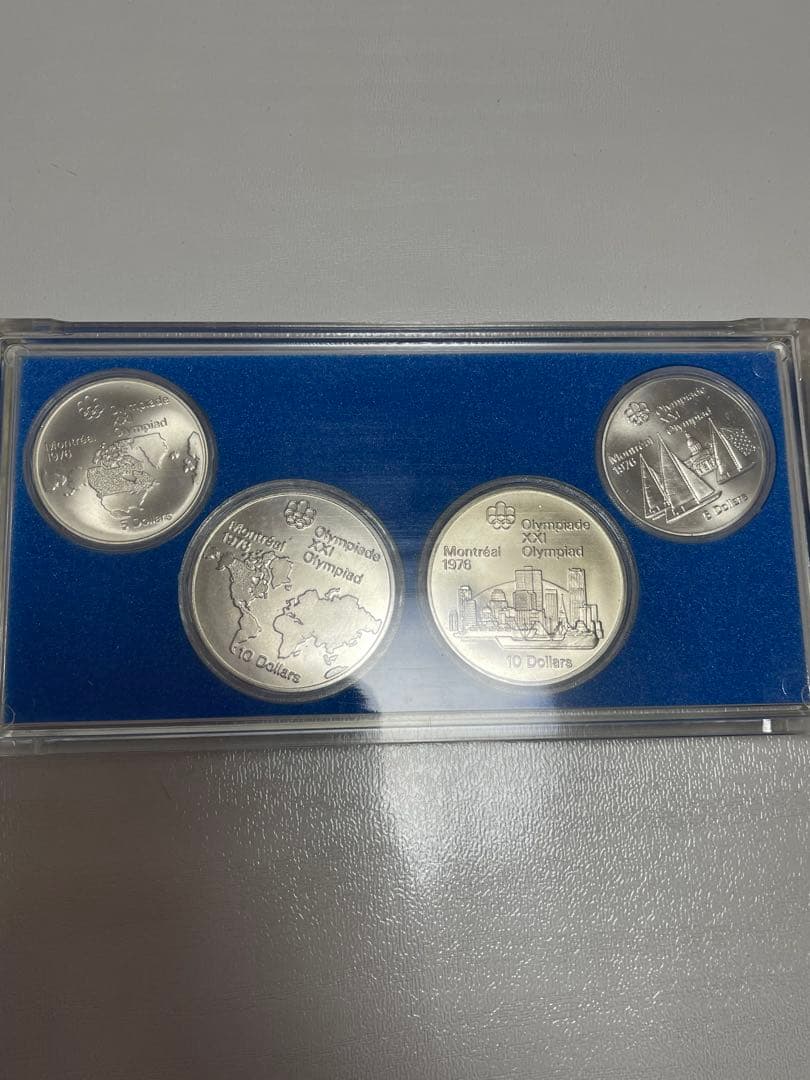 Olympiade
XXI
Olympiad
Montréal
1976
5 Dollars
Montréal
1976
Olympiade
XXI
Olympiad
10 Dollars
Olympiade
XXI
Olympiad
Montréal
1976
10 Dollars
Olympiade
XXI
Olympiad
Montréal
1976
5 Dollars